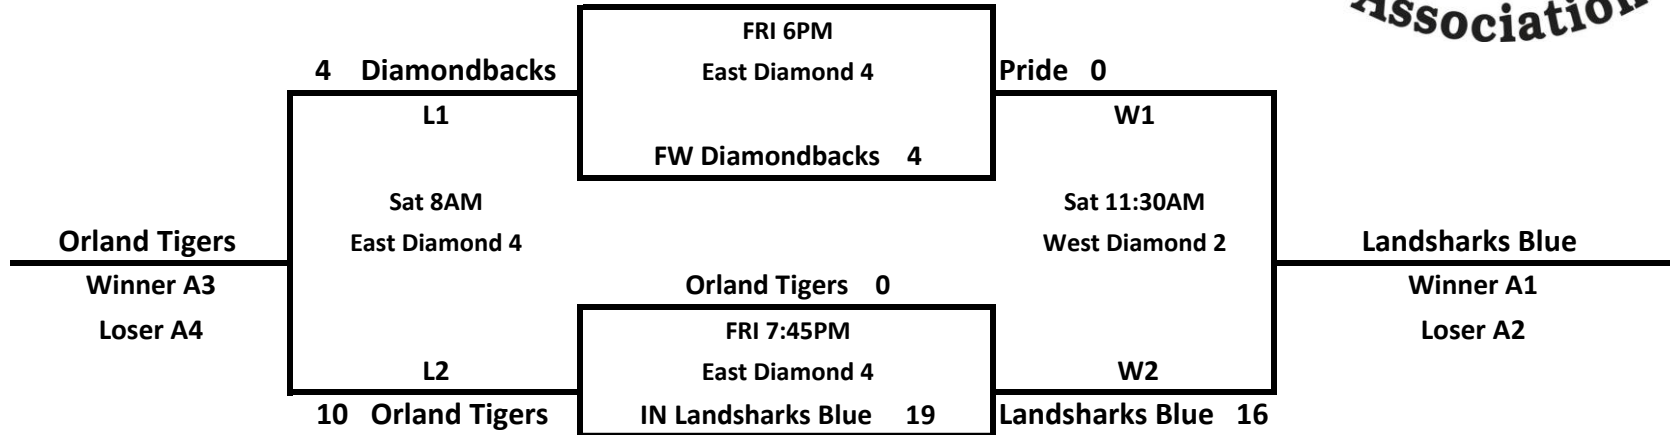 Association
FRI 6PM
4 Diamondbacks
East Diamond 4
Pride 0
L1
W1
FW Diamondbacks 4
Sat 8AM
Sat 11:30AM
Orland Tigers
East Diamond 4
West Diamond 2
Landsharks Blue
Winner A3
Orland Tigers 0
Winner A1
Loser A4
FRI 7:45PM
Loser A2
L2
East Diamond 4
W2
10 Orland Tigers
IN Landsharks Blue 19
Landsharks Blue 16